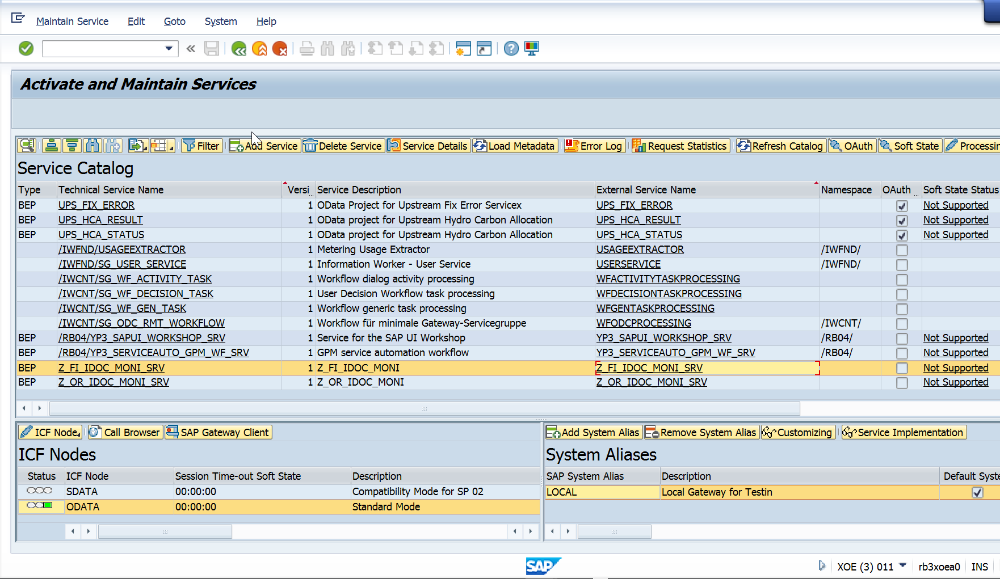 Maintain Service Edit Goto System Help
Activate and Maintain Services
Filter Add Service Delete Service Service Details Load Metadata Error Log Request Statistics Refresh Catalog OAuth Soft State Processin
Service Catalog
Type Technical Service Name Versi... Service Description External Service Name Namespace OAuth ... Soft State Status
BEP UPS_FIX_ERROR 1 OData Project for Upstream Fix Error Servicex UPS_FIX_ERROR Not Supported
BEP UPS_HCA_RESULT 1 OData project for Upstream Hydro Carbon Allocation UPS_HCA_RESULT Not Supported
BEP UPS_HCA_STATUS 1 OData project for Upstream Hydro Carbon Allocation UPS_HCA_STATUS Not Supported
/IWFND/USAGEEXTRACTOR 1 Metering Usage Extractor USAGEEXTRACTOR /IWFND/
/IWFND/SG_USER_SERVICE 1 Information Worker - User Service USERSERVICE /IWFND/
/IWCNT/SG_WF_ACTIVITY_TASK 1 Workflow dialog activity processing WFACTIVITYTASKPROCESSING
/IWCNT/SG_WF_DECISION_TASK 1 User Decision Workflow task processing WFDECISIONTASKPROCESSING
/IWCNT/SG_WF_GEN_TASK 1 Workflow generic task processing WFGENTASKPROCESSING
/IWCNT/SG_ODC_RMT_WORKFLOW 1 Workflow für minimale Gateway-Servicegruppe WFODCPROCESSING /IWCNT/
BEP /RB04/YP3_SAPUI_WORKSHOP_SRV 1 Service for the SAP UI Workshop YP3_SAPUI_WORKSHOP_SRV /RB04/ Not Supported
BEP /RB04/YP3_SERVICEAUTO_GPM_WF_SRV 1 GPM service automation workflow YP3_SERVICEAUTO_GPM_WF_SRV /RB04/ Not Supported
BEP Z_FI_IDOC_MONI_SRV 1 Z_FI_IDOC_MONI Z_FI_IDOC_MONI_SRV Not Supported
BEP Z_OR_IDOC_MONI_SRV 1 Z_OR_IDOC_MONI Z_OR_IDOC_MONI_SRV Not Supported
ICF Node Call Browser SAP Gateway Client
ICF Nodes
Status ICF Node Session Time-out Soft State Description
SDATA 00:00:00 Compatibility Mode for SP 02
ODATA 00:00:00 Standard Mode
Add System Alias Remove System Alias Customizing Service Implementation
System Aliases
SAP System Alias Description Default Syste
LOCAL Local Gateway for Testin
SAP XOE (3) 011 rb3xoea0 INS